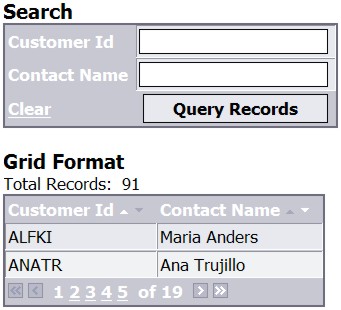 Search
Customer Id
Contact Name
Clear Query Records
Grid Format
Total Records: 91
Customer Id Contact Name
ALFKI Maria Anders
ANATR Ana Trujillo
1 2 3 4 5 of 19